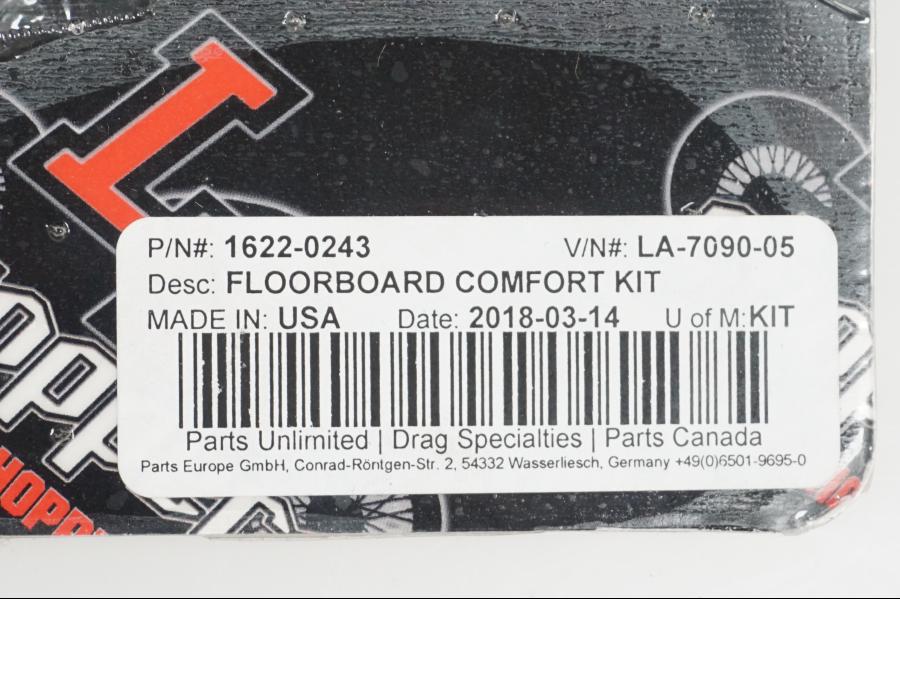 P/N#: 1622-0243 V/N#: LA-7090-05
Desc: FLOORBOARD COMFORT KIT
MADE IN: USA Date: 2018-03-14 U of M:KIT
Parts Unlimited | Drag Specialties | Parts Canada
Parts Europe GmbH, Conrad-Röntgen-Str. 2, 54332 Wasserliesch, Germany +49(0)6501-9695-0